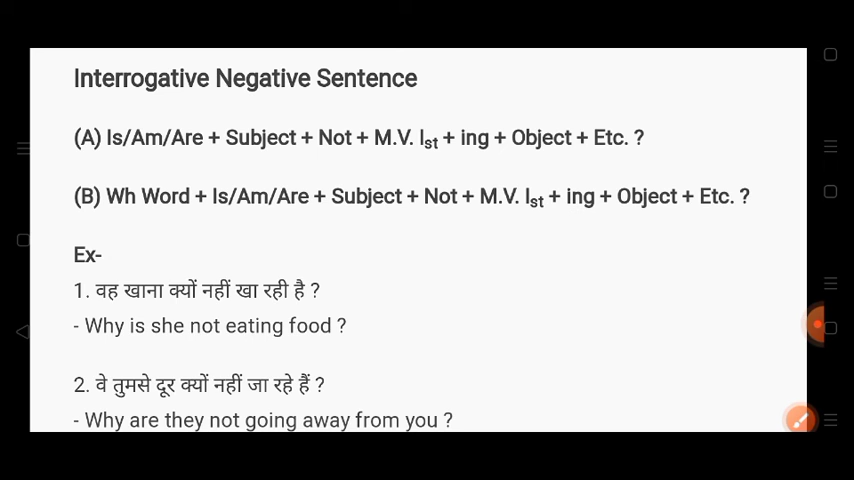 Interrogative Negative Sentence
(A) Is/Am/Are + Subject + Not + M.V. Ist + ing + Object + Etc. ?
(B) Wh Word + Is/Am/Are + Subject + Not + M.V. Ist + ing + Object + Etc. ?
Ex-
1. वह खाना क्यों नहीं खा रही है ?
- Why is she not eating food ?
2. वे तुमसे दूर क्यों नहीं जा रहे हैं ?
- Why are they not going away from you ?